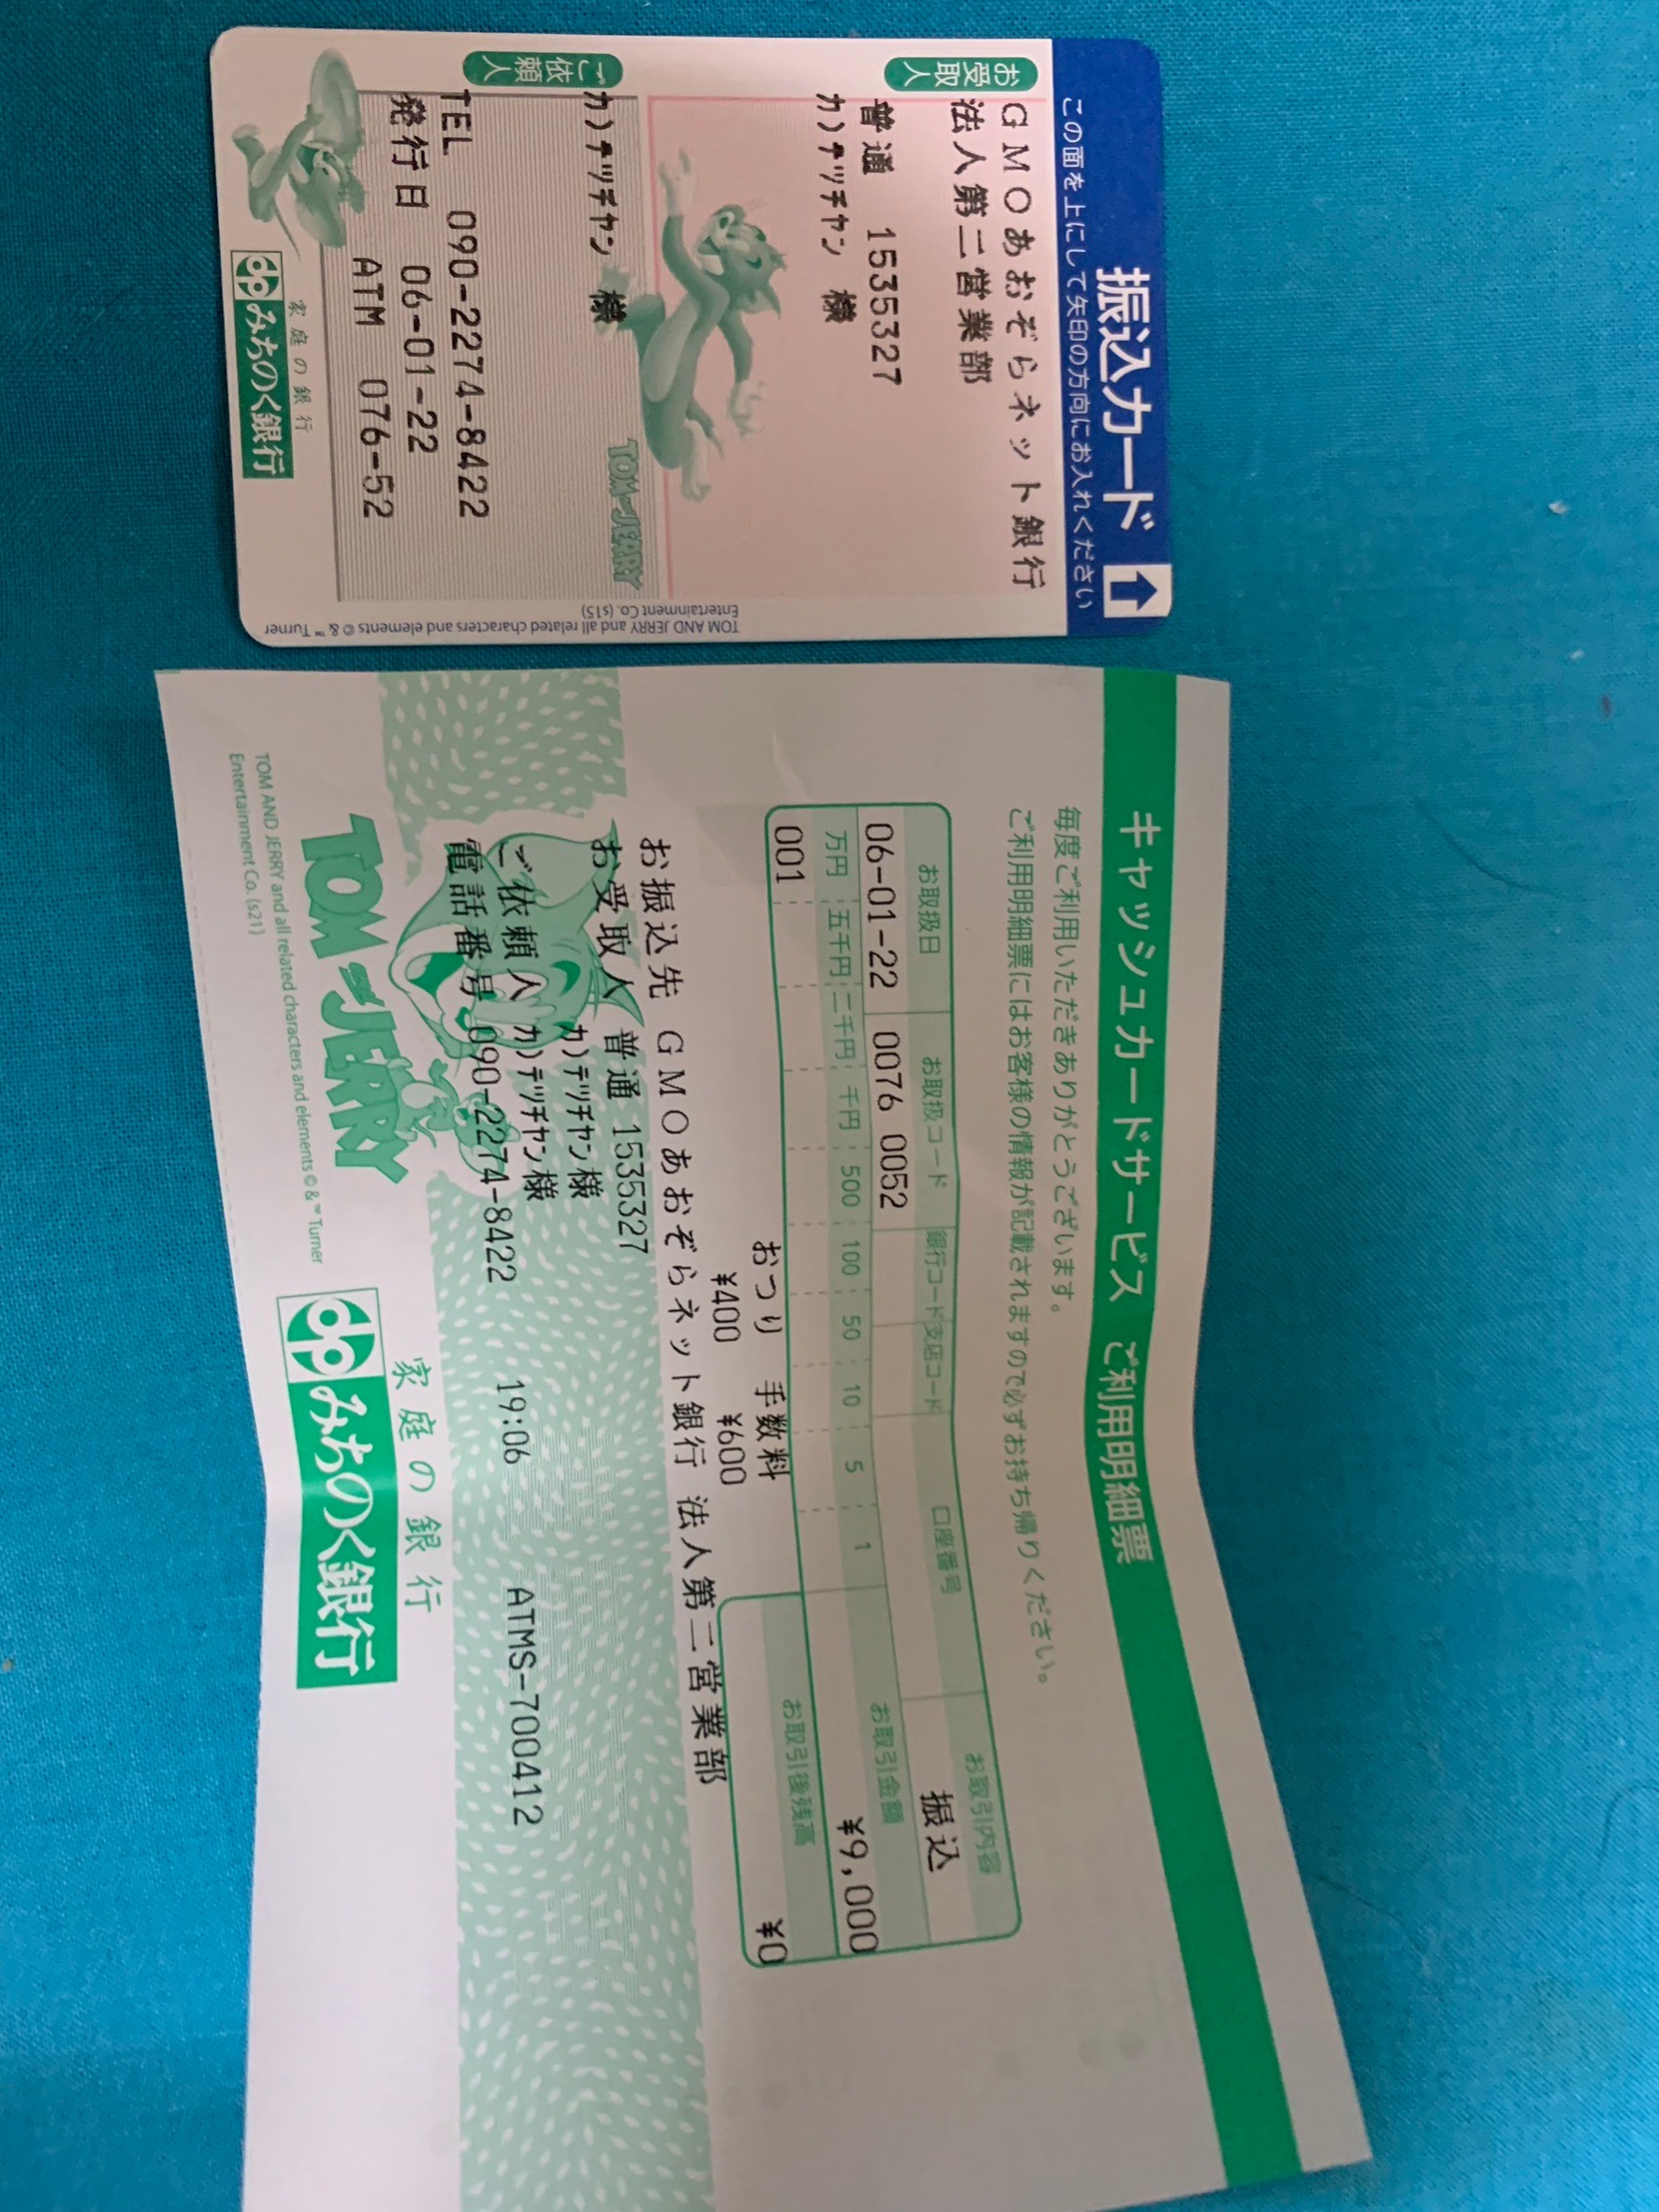 振込カード
この面を上にして矢印の方向にお入れください
お受取人
GMOあおぞらネット銀行
法人第二営業部
普通 1535327
カ)テツチヤン 様
TOM AND JERRY
ご依頼人
カ)テツチヤン 様
TEL 090-2274-8422
発行日 06-01-22
ATM 076-52
家庭の銀行
みちのく銀行
TOM AND JERRY and all related characters and elements © & ™ Turner
Entertainment Co. (s15)
キャッシュカードサービス ご利用明細票
毎度ご利用いただきありがとうございます。
ご利用明細票にはお客様の情報が記載されますので必ずお持ち帰りください。
お取扱日 お取扱コード 銀行コード 支店コード 口座番号 お取引内容
06-01-22 0076 0052 振込
万円 五千円 二千円 千円 500 100 50 10 5 1 お取引金額
001 ¥9,000
おつり 手数料 お取引後残高
¥400 ¥600 ¥0
お振込先 GMOあおぞらネット銀行 法人第二営業部
お受取人 普通 1535327
カ)テツチヤン様
ご依頼人 カ)テツチヤン様
電話番号 090-2274-8422 19:06 ATMS-700412
TOM AND JERRY
家庭の銀行
みちのく銀行
TOM AND JERRY and all related characters and elements © & ™ Turner
Entertainment Co. (s21)